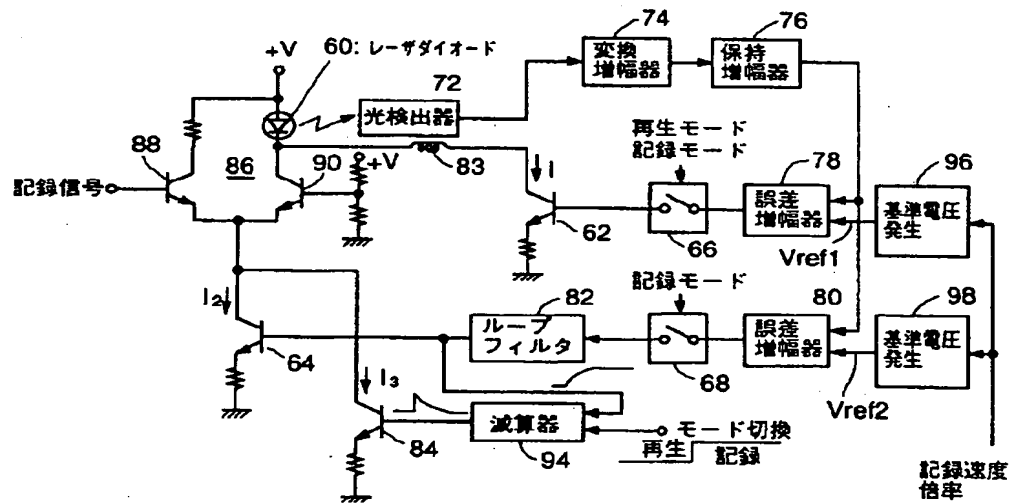 74
76
+V
60: レーザダイオード
変換
増幅器
保持
増幅器
72
光検出器
88
86
90
+V
83
再生モード
記録モード
I
78
誤差
増幅器
96
基準電圧
発生
記録信号
62
66
Vref1
記録モード
I2
82
ループ
フィルタ
80
誤差
増幅器
98
基準電圧
発生
64
68
Vref2
I3
減算器
モード切換
再生
記録
84
94
記録速度
倍率